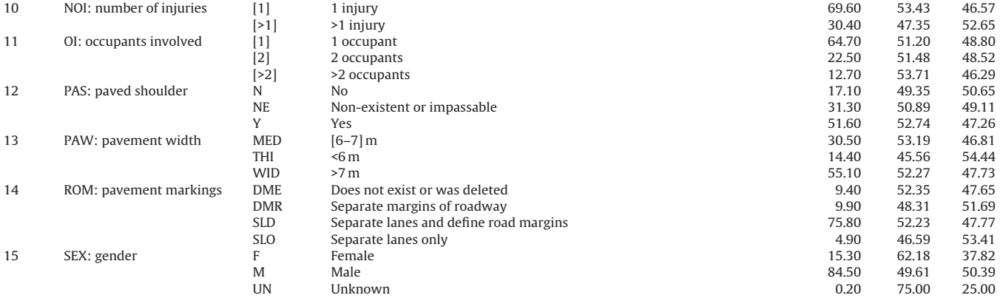 10 NOI: number of injuries [1] 1 injury 69.60 53.43 46.57
[>1] >1 injury 30.40 47.35 52.65
11 OI: occupants involved [1] 1 occupant 64.70 51.20 48.80
[2] 2 occupants 22.50 51.48 48.52
[>2] >2 occupants 12.70 53.71 46.29
12 PAS: paved shoulder N No 17.10 49.35 50.65
NE Non-existent or impassable 31.30 50.89 49.11
Y Yes 51.60 52.74 47.26
13 PAW: pavement width MED [6–7] m 30.50 53.19 46.81
THI <6 m 14.40 45.56 54.44
WID >7 m 55.10 52.27 47.73
14 ROM: pavement markings DME Does not exist or was deleted 9.40 52.35 47.65
DMR Separate margins of roadway 9.90 48.31 51.69
SLD Separate lanes and define road margins 75.80 52.23 47.77
SLO Separate lanes only 4.90 46.59 53.41
15 SEX: gender F Female 15.30 62.18 37.82
M Male 84.50 49.61 50.39
UN Unknown 0.20 75.00 25.00